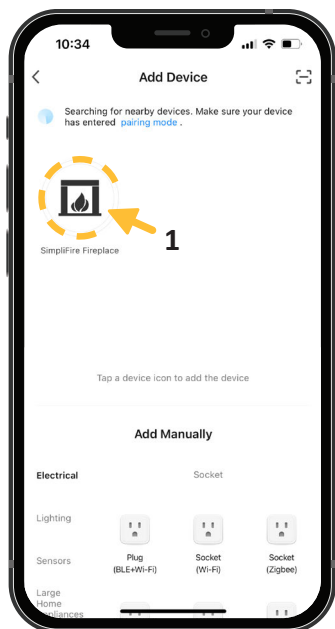 10:34
Add Device
Searching for nearby devices. Make sure your device
has entered pairing mode .
1
SimpliFire Fireplace
Tap a device icon to add the device
Add Manually
Electrical
Socket
Lighting
Plug
(BLE+Wi-Fi)
Socket
(Wi-Fi)
Socket
(Zigbee)
Sensors
Large
Home
Appliances